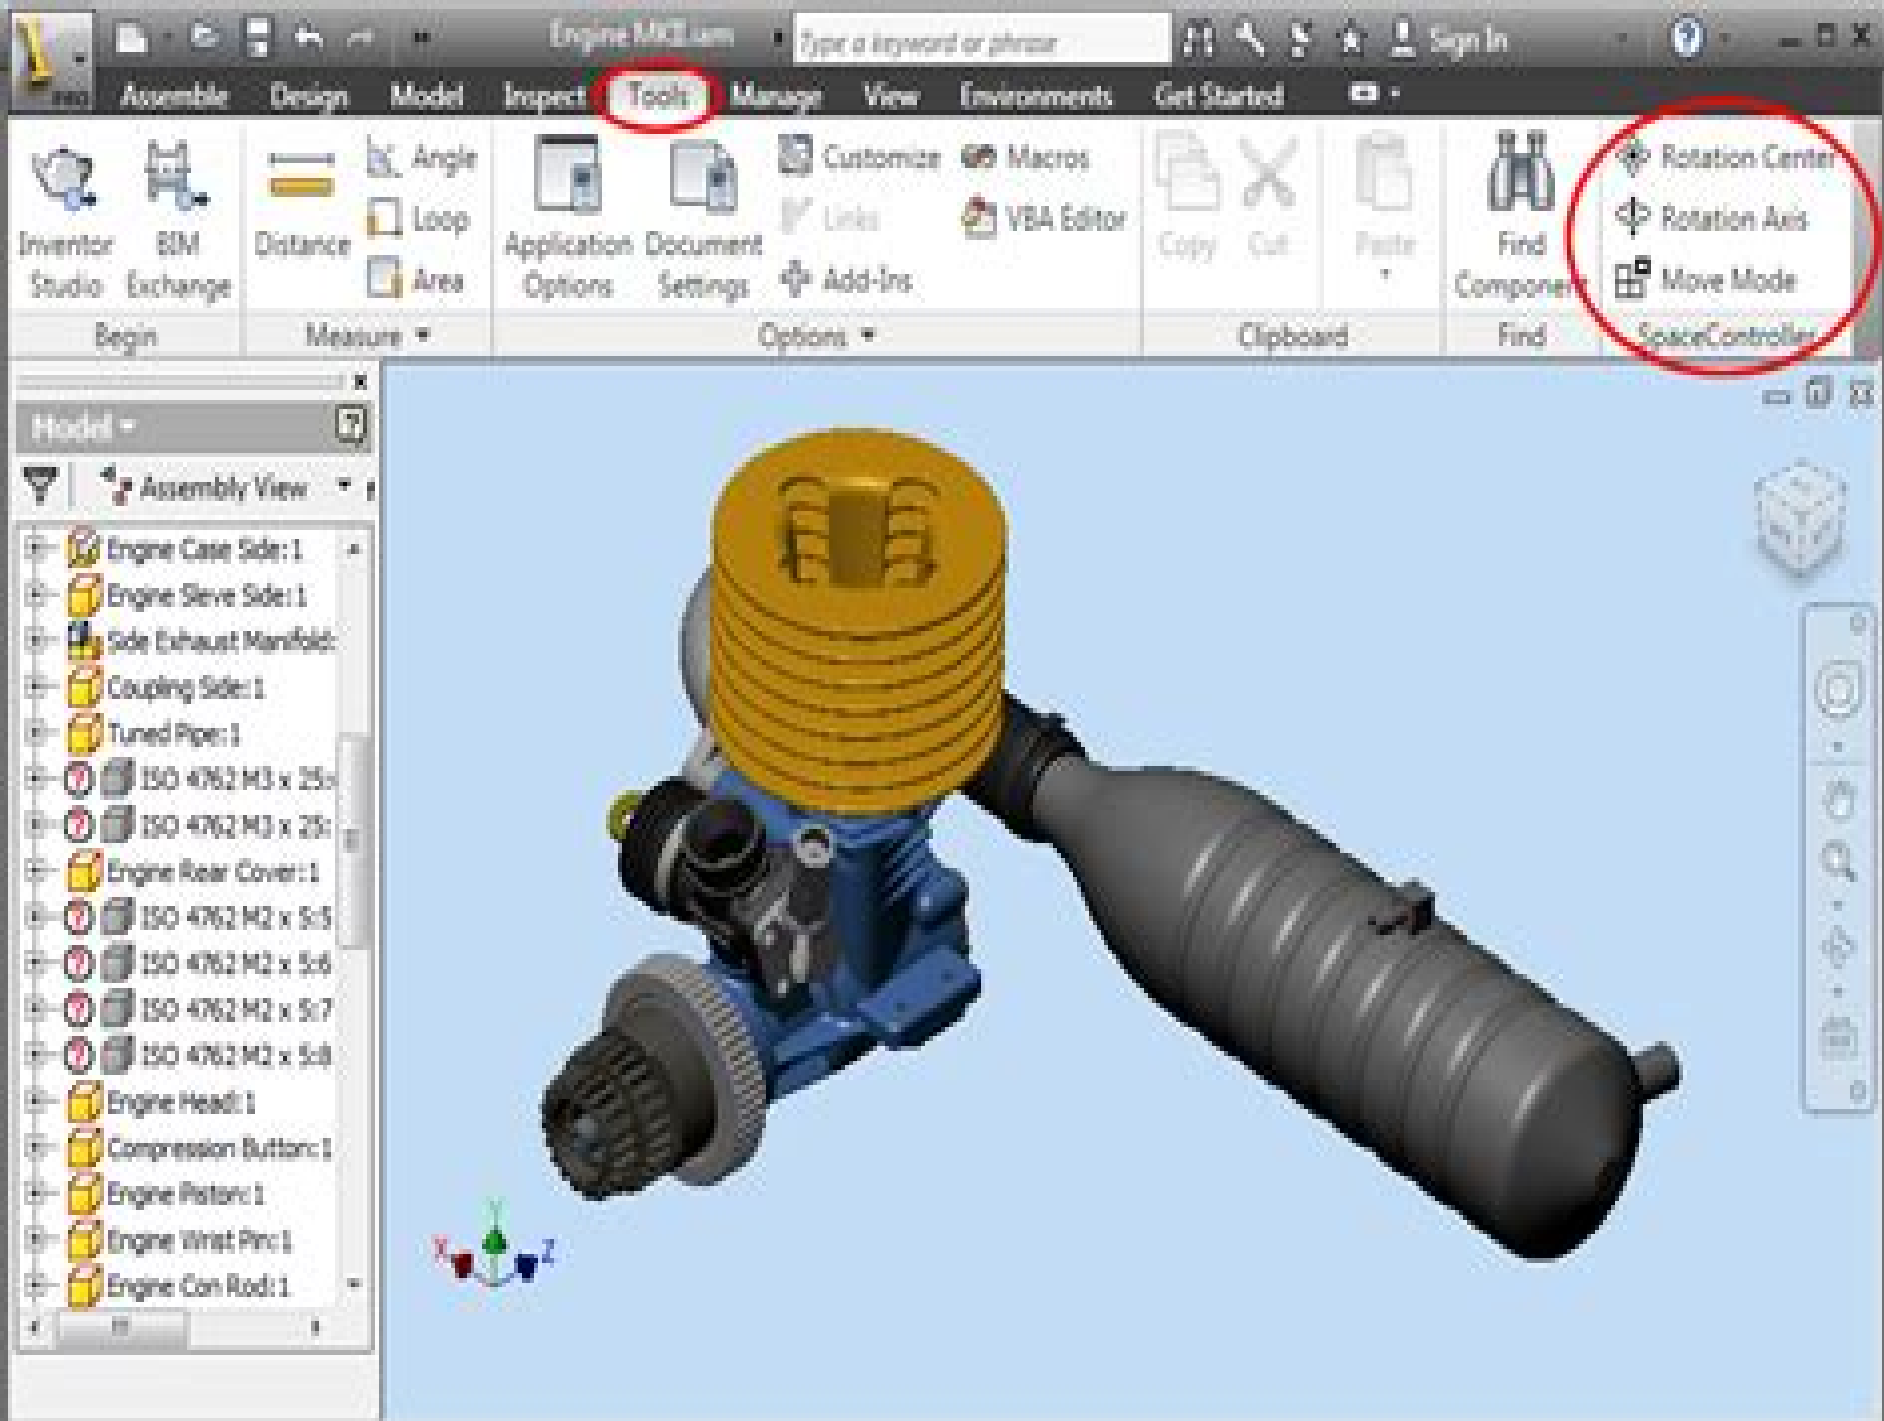 PRO
Engine MKII.iam
Type a keyword or phrase
Sign In
Assemble Design Model Inspect Tools Manage View Environments Get Started
Inventor Studio
BIM Exchange
Begin
Distance
Angle
Loop
Area
Measure
Application Options
Document Settings
Customize
Links
Add-Ins
Macros
VBA Editor
Options
Copy
Cut
Paste
Clipboard
Find
Componen
Find
Rotation Center
Rotation Axis
Move Mode
SpaceController
Model
Assembly View
Engine Case Side:1
Engine Sleve Side:1
Side Exhaust Manifold:
Coupling Side:1
Tuned Pipe:1
ISO 4762 M3 x 25:
ISO 4762 M3 x 25:
Engine Rear Cover:1
ISO 4762 M2 x 5:5
ISO 4762 M2 x 5:6
ISO 4762 M2 x 5:7
ISO 4762 M2 x 5:8
Engine Head:1
Compression Button:1
Engine Piston:1
Engine Wrist Pin:1
Engine Con Rod:1
Y
X
Z